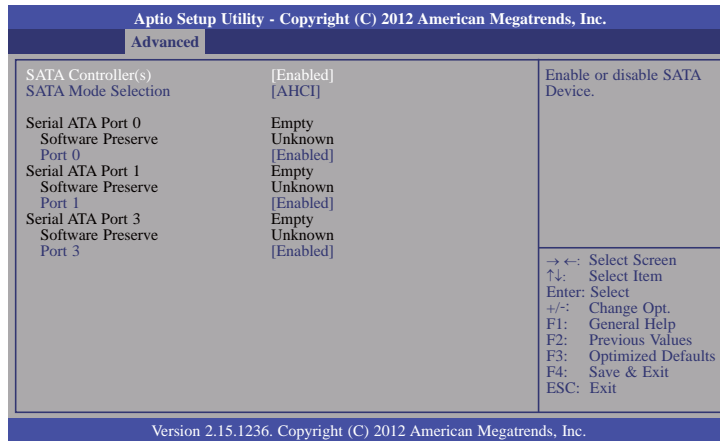 Aptio Setup Utility - Copyright (C) 2012 American Megatrends, Inc.
Advanced
SATA Controller(s) [Enabled]
SATA Mode Selection [AHCI]
Serial ATA Port 0 Empty
Software Preserve Unknown
Port 0 [Enabled]
Serial ATA Port 1 Empty
Software Preserve Unknown
Port 1 [Enabled]
Serial ATA Port 3 Empty
Software Preserve Unknown
Port 3 [Enabled]
Enable or disable SATA
Device.
→←: Select Screen
↑↓: Select Item
Enter: Select
+/-: Change Opt.
F1: General Help
F2: Previous Values
F3: Optimized Defaults
F4: Save & Exit
ESC: Exit
Version 2.15.1236. Copyright (C) 2012 American Megatrends, Inc.